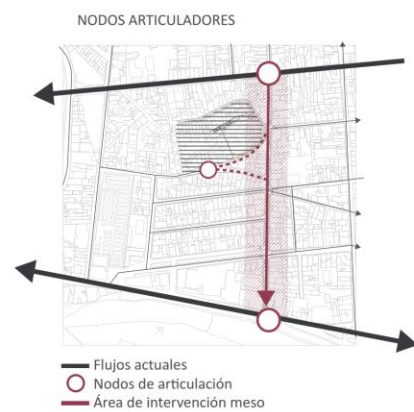 NODOS ARTICULADORES
Flujos actuales
Nodos de articulación
Área de intervención meso